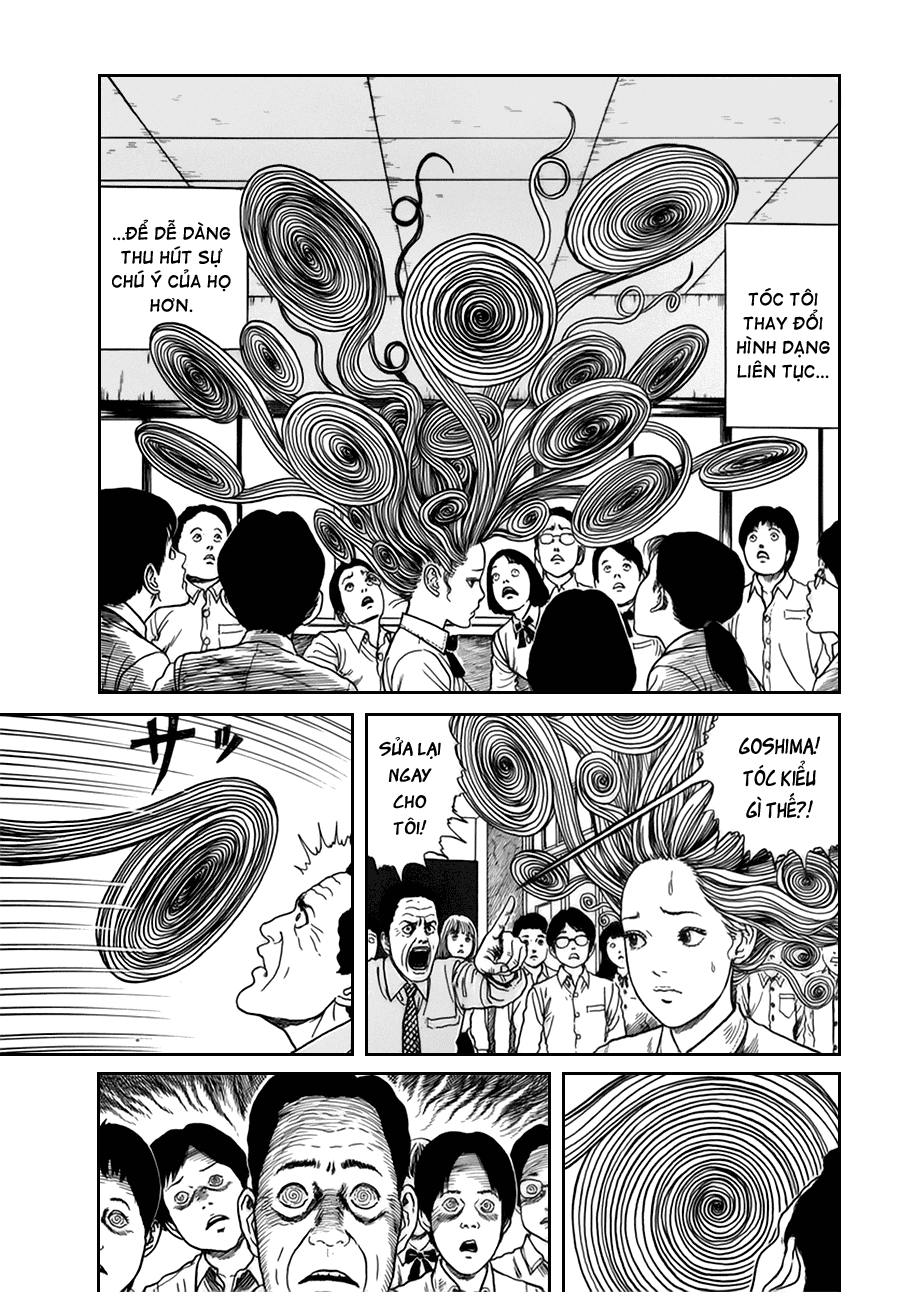 TÓC TÔI
THAY ĐỔI
HÌNH DẠNG
LIÊN TỤC...
...ĐỂ DỄ DÀNG
THU HÚT SỰ
CHÚ Ý CỦA HỌ
HƠN.
GOSHIMA!
TÓC KIỂU
GÌ THẾ?!
SỬA LẠI
NGAY
CHO
TÔI!
サッ